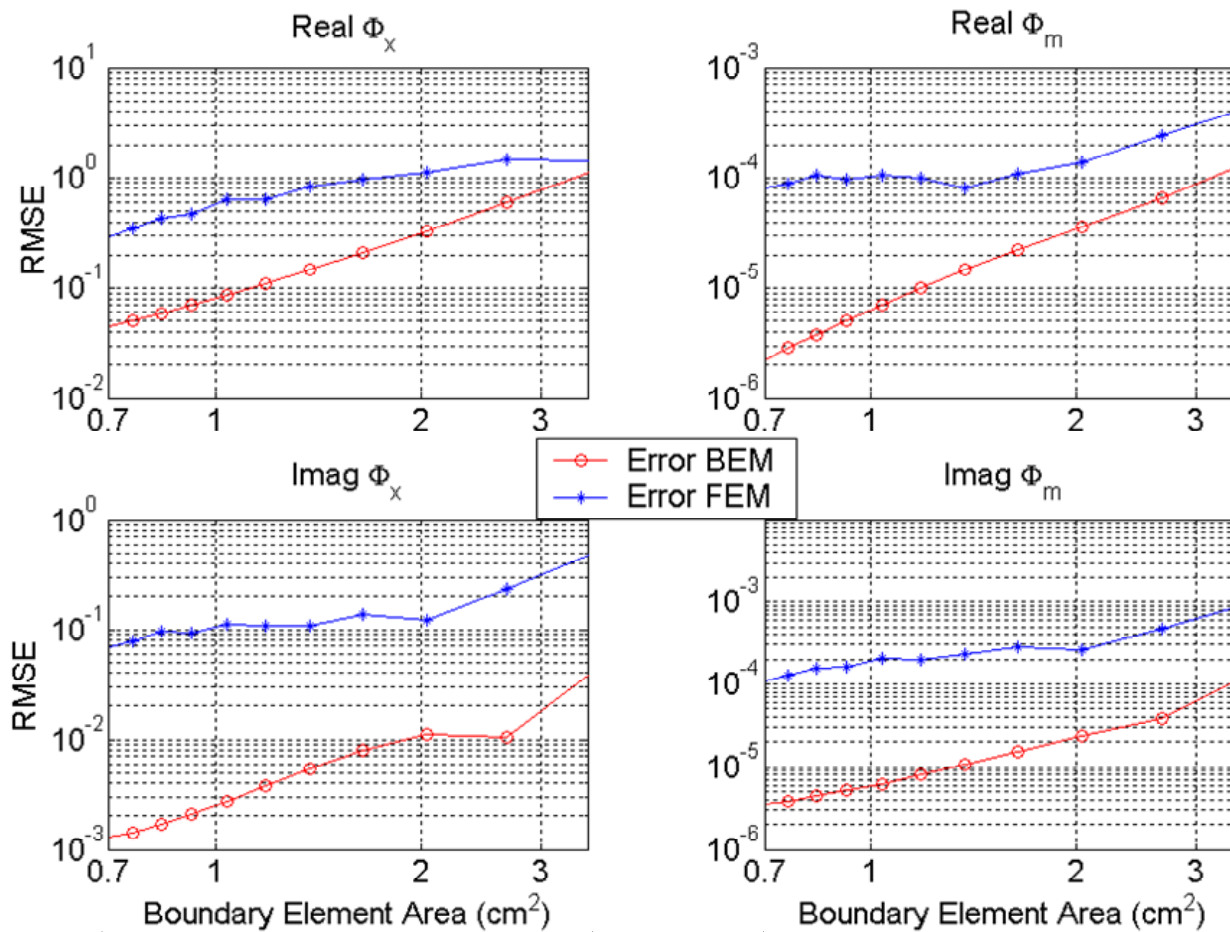 Real Φx
RMSE
10^1
10^0
10^-1
10^-2
0.7 1 2 3
Real Φm
10^-3
10^-4
10^-5
10^-6
0.7 1 2 3
Error BEM
Error FEM
Imag Φx
RMSE
10^0
10^-1
10^-2
10^-3
0.7 1 2 3
Boundary Element Area (cm^2)
Imag Φm
10^-3
10^-4
10^-5
10^-6
0.7 1 2 3
Boundary Element Area (cm^2)